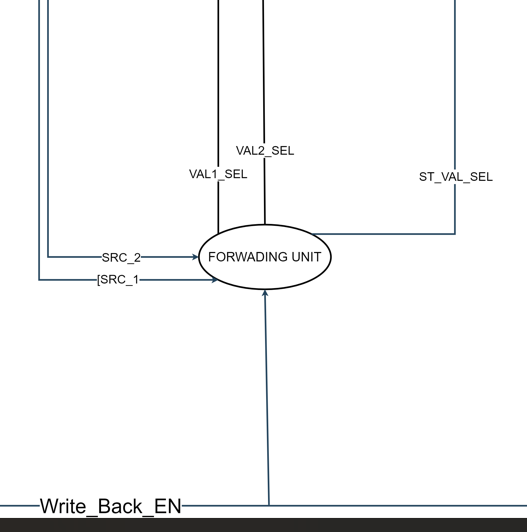 VAL2_SEL
VAL1_SEL
ST_VAL_SEL
SRC_2
FORWADING UNIT
[SRC_1
Write_Back_EN